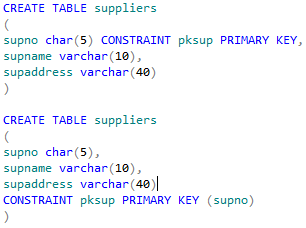 CREATE TABLE suppliers
(
supno char(5) CONSTRAINT pksup PRIMARY KEY,
supname varchar(10),
supaddress varchar(40)
)
CREATE TABLE suppliers
(
supno char(5),
supname varchar(10),
supaddress varchar(40)
CONSTRAINT pksup PRIMARY KEY (supno)
)